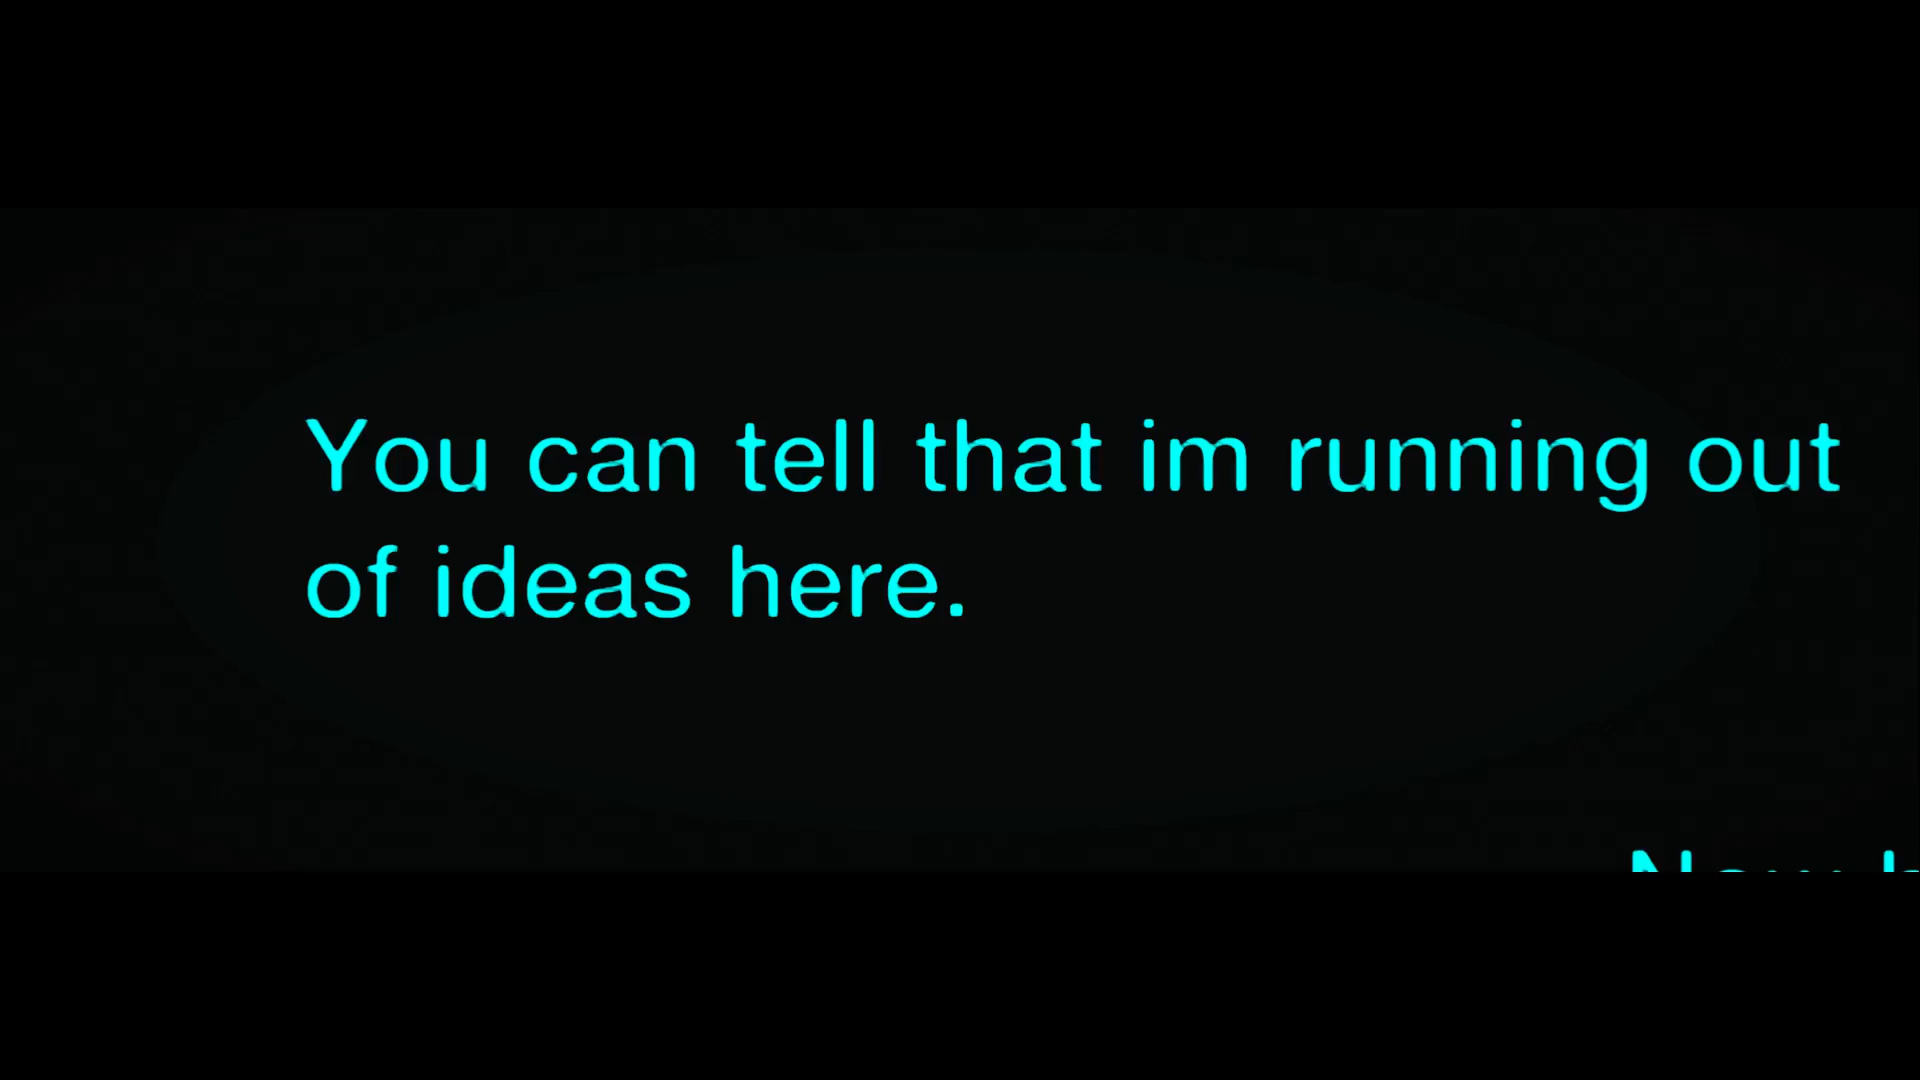 You can tell that im running out
of ideas here.